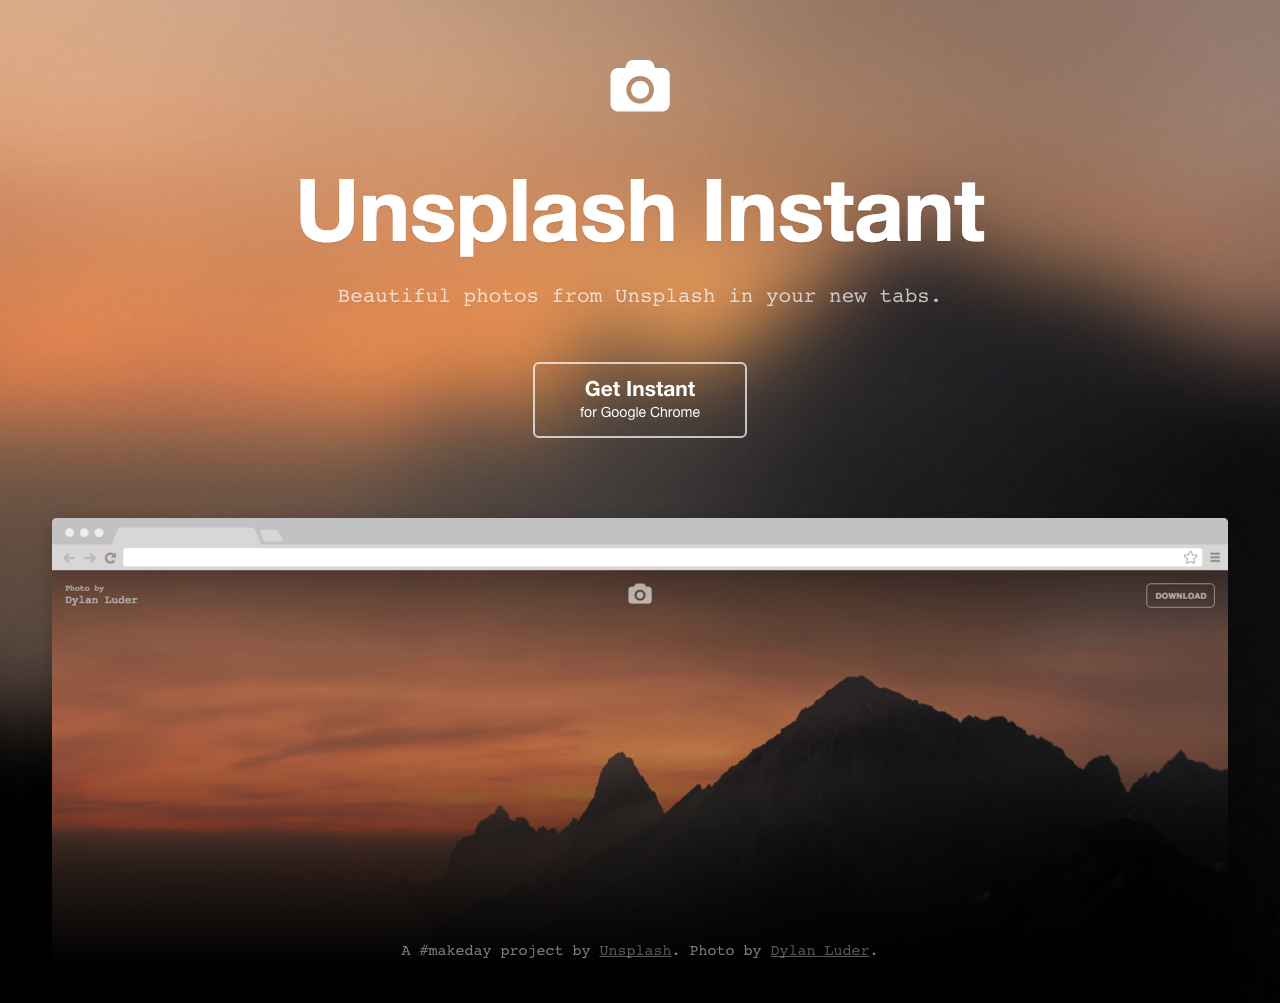 Unsplash Instant
Beautiful photos from Unsplash in your new tabs.
Get Instant
for Google Chrome
Photo by
Dylan Luder
DOWNLOAD
A #makeday project by Unsplash. Photo by Dylan Luder.